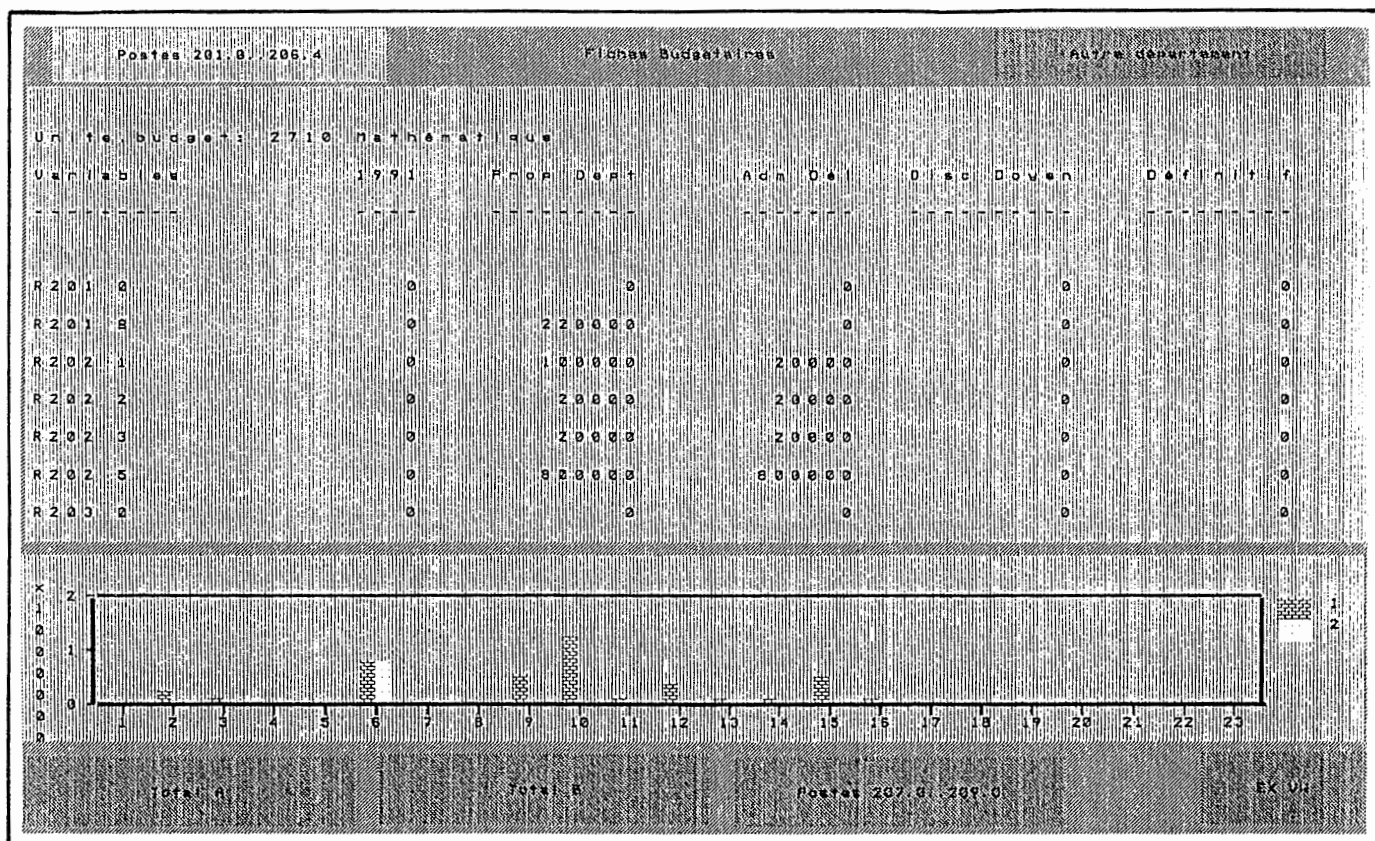 Postes 201.0..206.4 Fiches Budgétaires Autre département
Unite.budget: 2710 Mathématique
Variables 1991 Prop Dept Adm Dél Disc Doyen Définitif
--------- ---- --------- ------- ---------- ---------
R201 0 0 0 0 0 0
R201 8 0 220000 0 0 0
R202 1 0 100000 20000 0 0
R202 2 0 20000 20000 0 0
R202 3 0 20000 20000 0 0
R202 5 0 800000 800000 0 0
R203 0 0 0 0 0 0
x1000000
2
1
0
1 2 3 4 5 6 7 8 9 10 11 12 13 14 15 16 17 18 19 20 21 22 23
1
2
Total A Total B Postes 207.0..209.0 Ex VW